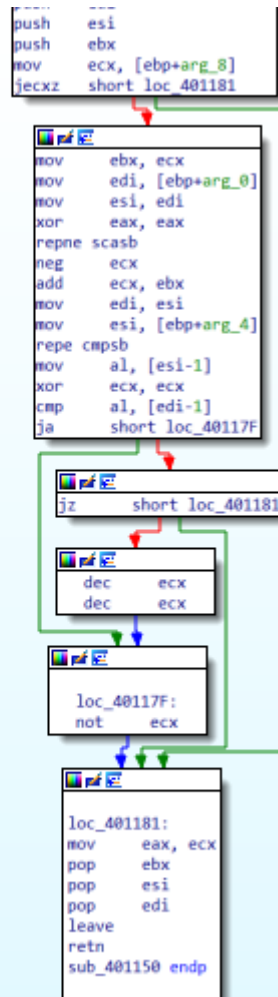 push esi
push ebx
mov ecx, [ebp+arg_8]
jecxz short loc_401181
mov ebx, ecx
mov edi, [ebp+arg_0]
mov esi, edi
xor eax, eax
repne scasb
neg ecx
add ecx, ebx
mov edi, esi
mov esi, [ebp+arg_4]
repe cmpsb
mov al, [esi-1]
xor ecx, ecx
cmp al, [edi-1]
ja short loc_40117F
jz short loc_401181
dec ecx
dec ecx
loc_40117F:
not ecx
loc_401181:
mov eax, ecx
pop ebx
pop esi
pop edi
leave
retn
sub_401150 endp